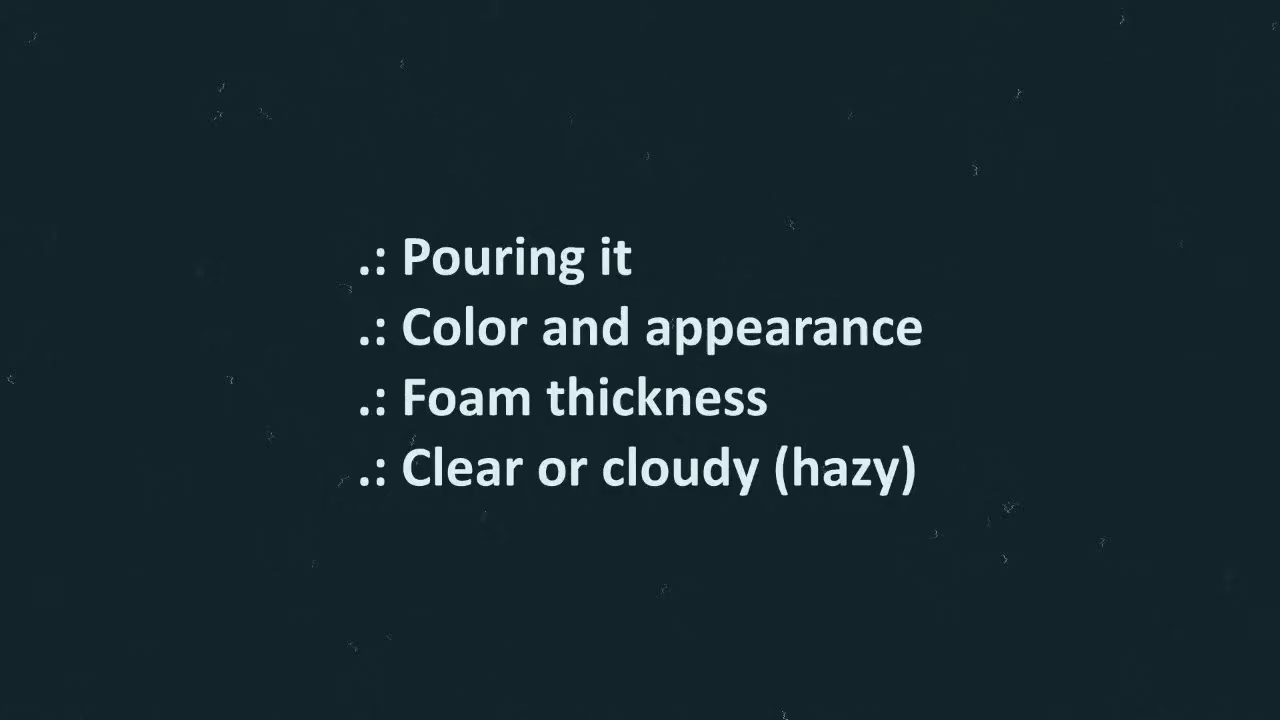 .: Pouring it
.: Color and appearance
.: Foam thickness
.: Clear or cloudy (hazy)